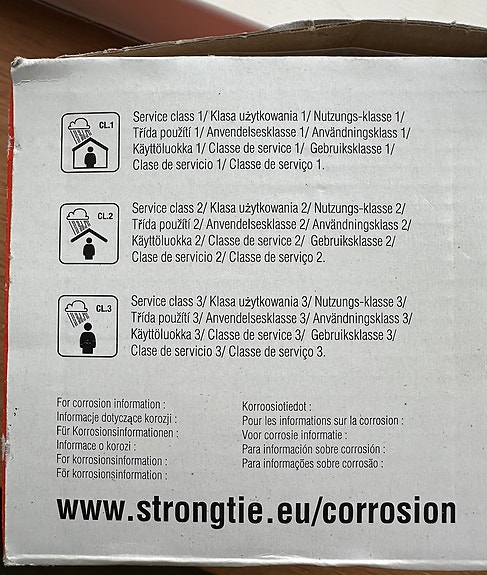 CL.1
Service class 1/ Klasa użytkowania 1/ Nutzungs-klasse 1/
Třída použití 1/ Anvendelsesklasse 1/ Användningsklass 1/
Käyttöluokka 1/ Classe de service 1/ Gebruiksklasse 1/
Clase de servicio 1/ Classe de serviço 1.
CL.2
Service class 2/ Klasa użytkowania 2/ Nutzungs-klasse 2/
Třída použití 2/ Anvendelsesklasse 2/ Användningsklass 2/
Käyttöluokka 2/ Classe de service 2/ Gebruiksklasse 2/
Clase de servicio 2/ Classe de serviço 2.
CL.3
Service class 3/ Klasa użytkowania 3/ Nutzungs-klasse 3/
Třída použití 3/ Anvendelsesklasse 3/ Användningsklass 3/
Käyttöluokka 3/ Classe de service 3/ Gebruiksklasse 3/
Clase de servicio 3/ Classe de serviço 3.
For corrosion information :
Informacje dotyczące korozji :
Für Korrosionsinformationen :
Informace o korozi :
For korrosionsinformation :
För korrosionsinformation :
Korroosiotiedot :
Pour les informations sur la corrosion :
Voor corrosie informatie :
Para información sobre corrosión :
Para informações sobre corrosão :
www.strongtie.eu/corrosion